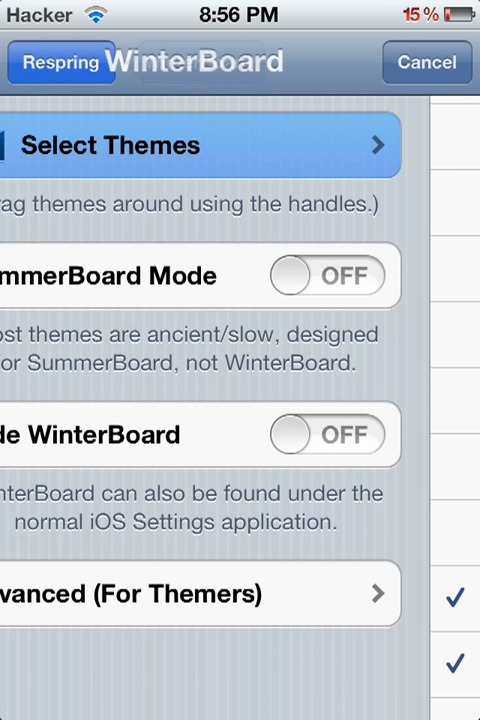 Hacker 8:56 PM 15 %
Respring WinterBoard Cancel
Select Themes
rag themes around using the handles.)
mmerBoard Mode OFF
ost themes are ancient/slow, designed
or SummerBoard, not WinterBoard.
de WinterBoard OFF
nterBoard can also be found under the
normal iOS Settings application.
vanced (For Themers)